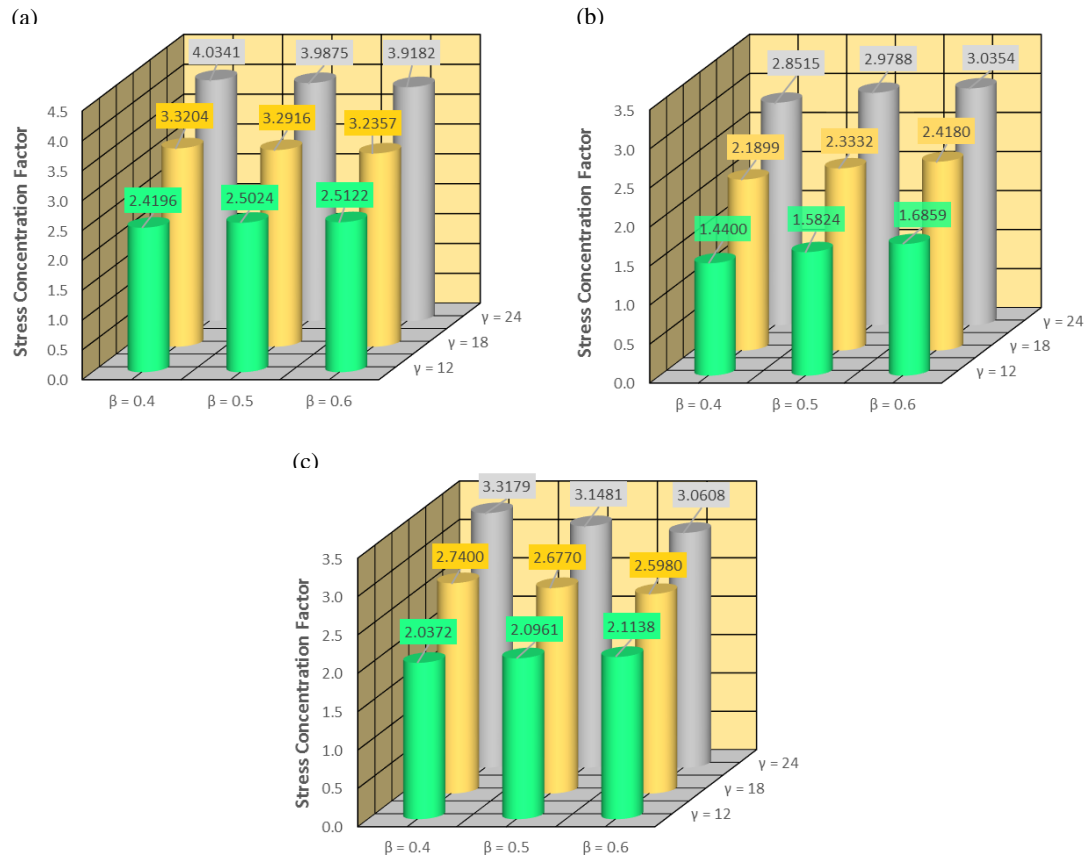 (a)
Stress Concentration Factor
4.5
4.0
3.5
3.0
2.5
2.0
1.5
1.0
0.5
0.0
4.0341
3.9875
3.9182
3.3204
3.2916
3.2357
2.4196
2.5024
2.5122
γ = 24
γ = 18
γ = 12
β = 0.4
β = 0.5
β = 0.6
(b)
Stress Concentration Factor
3.5
3.0
2.5
2.0
1.5
1.0
0.5
0.0
2.8515
2.9788
3.0354
2.1899
2.3332
2.4180
1.4400
1.5824
1.6859
γ = 24
γ = 18
γ = 12
β = 0.4
β = 0.5
β = 0.6
(c)
Stress Concentration Factor
3.5
3.0
2.5
2.0
1.5
1.0
0.5
0.0
3.3179
3.1481
3.0608
2.7400
2.6770
2.5980
2.0372
2.0961
2.1138
γ = 24
γ = 18
γ = 12
β = 0.4
β = 0.5
β = 0.6